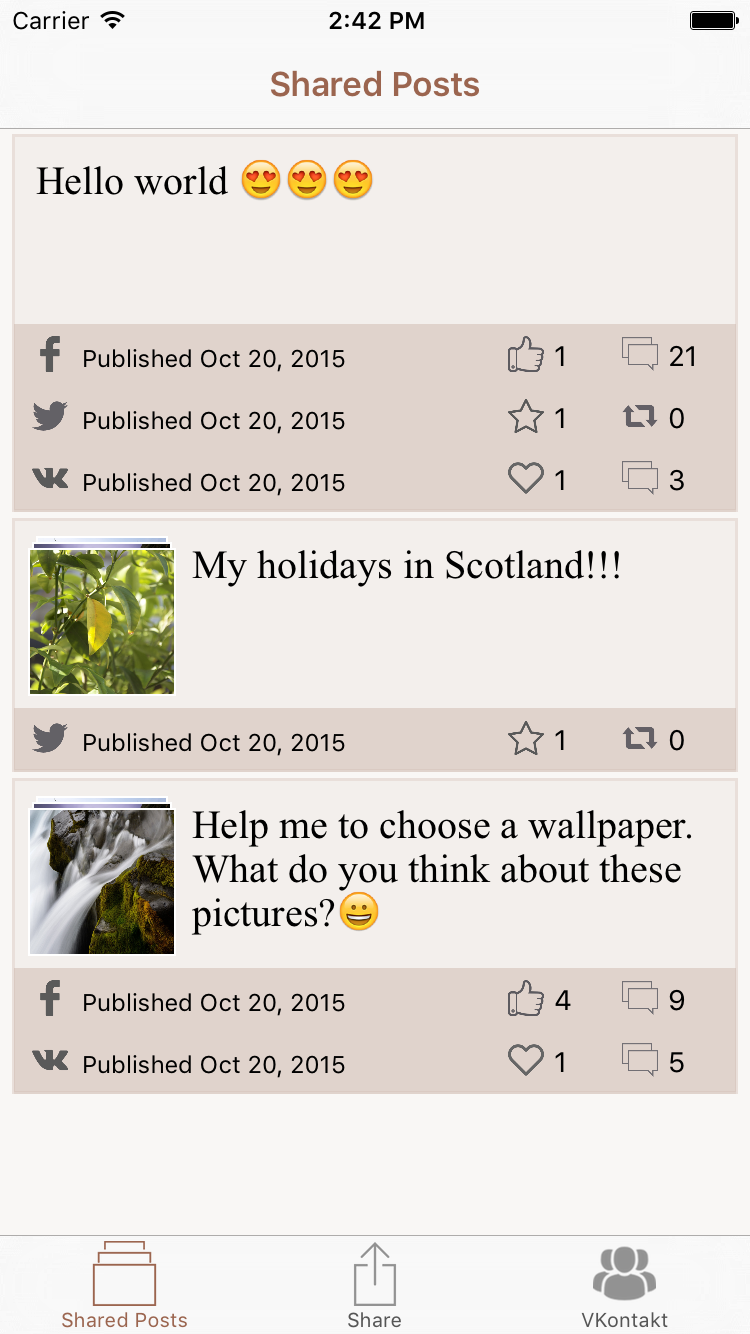 Carrier 2:42 PM
Shared Posts
Hello world 😍😍😍
Published Oct 20, 2015 1 21
Published Oct 20, 2015 1 0
Published Oct 20, 2015 1 3
My holidays in Scotland!!!
Published Oct 20, 2015 1 0
Help me to choose a wallpaper.
What do you think about these
pictures?😀
Published Oct 20, 2015 4 9
Published Oct 20, 2015 1 5
Shared Posts Share VKontakt